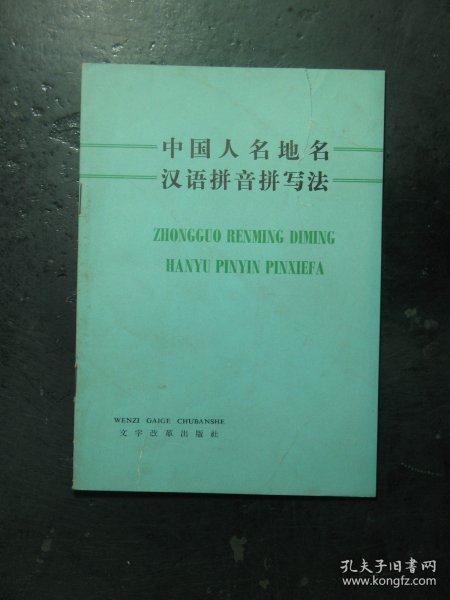 中国人名地名
汉语拼音拼写法
ZHONGGUO RENMING DIMING
HANYU PINYIN PINXIEFA
WENZI GAIGE CHUBANSHE
文字改革出版社
孔夫子旧书网
www.kongfz.com